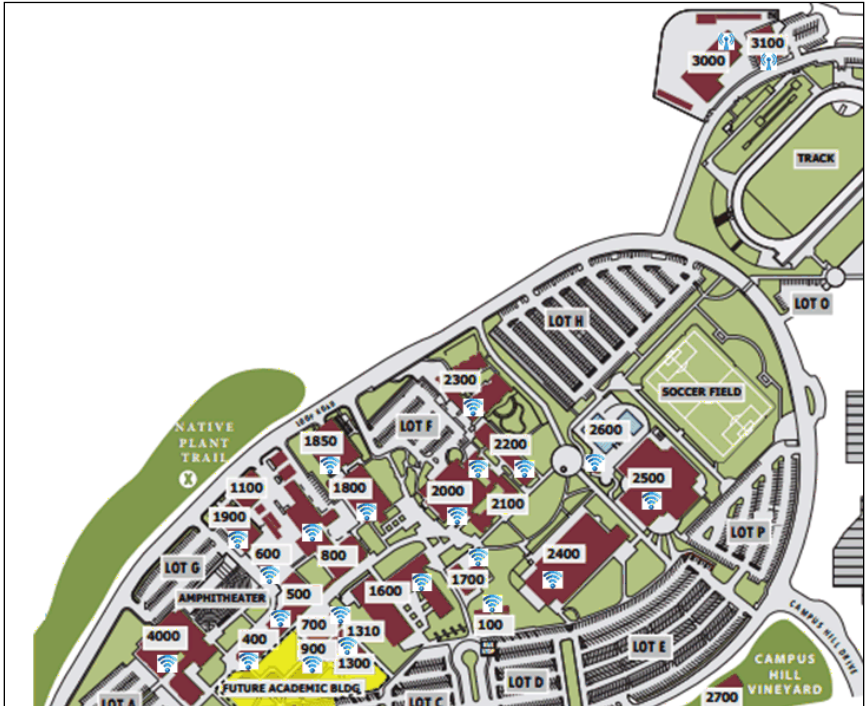 3100
3000
TRACK
LOT O
LOT H
SOCCER FIELD
2300
LOOP ROAD
LOT F
NATIVE
PLANT
TRAIL
X
1850
2200
2600
1100
1800
2000
2100
2500
1900
600
800
2400
LOT P
LOT G
AMPHITHEATER
500
1600
1700
100
4000
400
700
1310
900
1300
LOT E
CAMPUS HILL DRIVE
FUTURE ACADEMIC BLDG
LOT D
CAMPUS
HILL
VINEYARD
LOT A
LOT C
2700